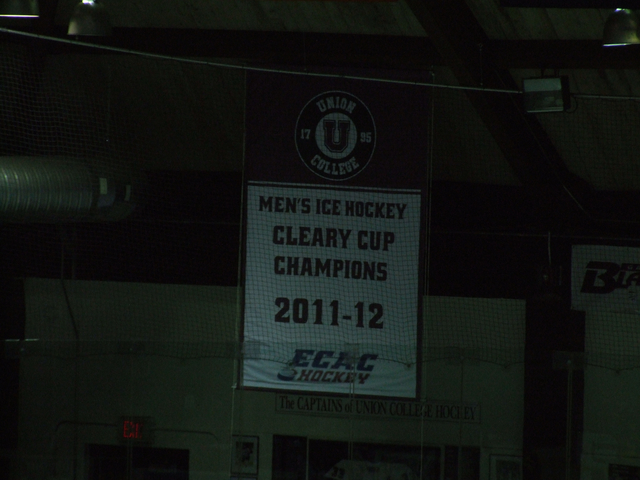 UNION
17 U 95
COLLEGE
MEN'S ICE HOCKEY
CLEARY CUP
CHAMPIONS
2011-12
ECAC
HOCKEY
The CAPTAINS of UNION COLLEGE HOCKEY
EXIT